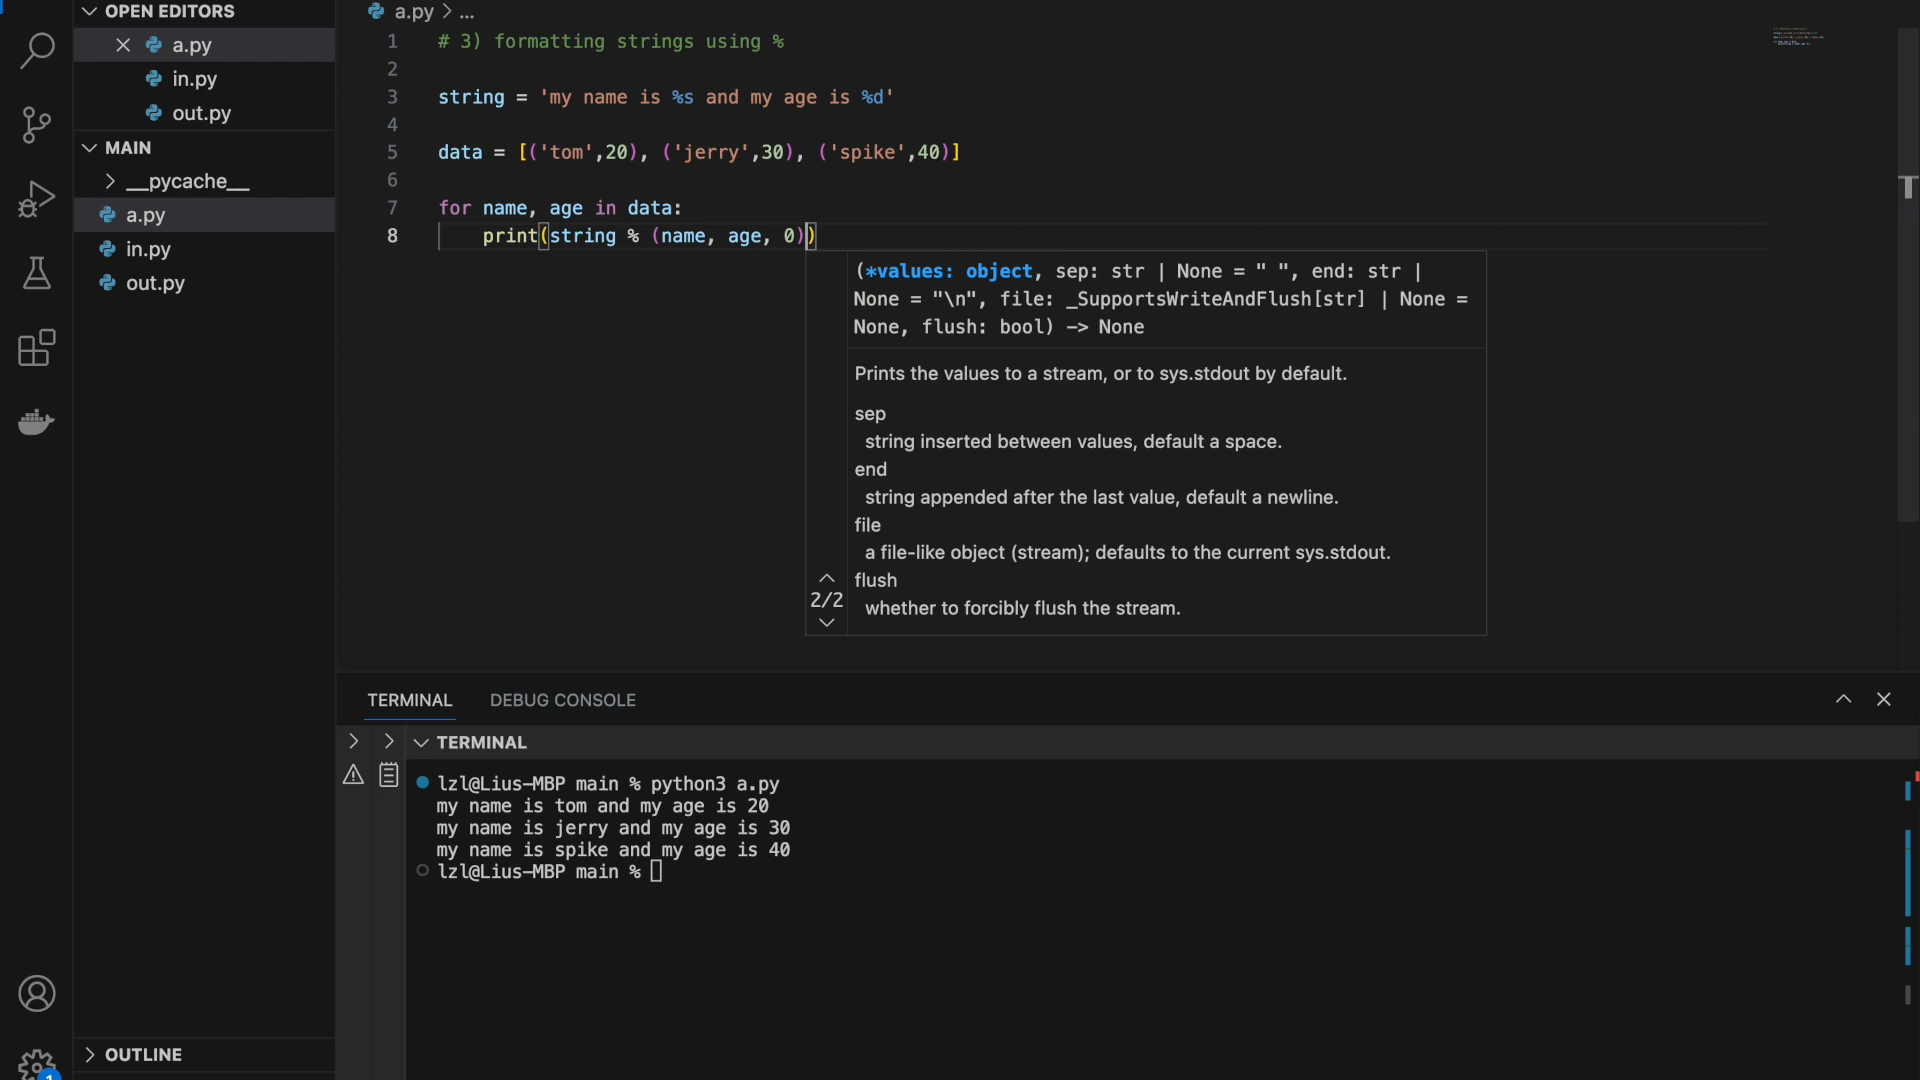 OPEN EDITORS
a.py
in.py
out.py
MAIN
__pycache__
a.py
in.py
out.py
OUTLINE
1
a.py > ...
1 # 3) formatting strings using %
2
3 string = 'my name is %s and my age is %d'
4
5 data = [('tom',20), ('jerry',30), ('spike',40)]
6
7 for name, age in data:
8 print(string % (name, age, 0))
(*values: object, sep: str | None = " ", end: str |
None = "\n", file: _SupportsWriteAndFlush[str] | None =
None, flush: bool) -> None
Prints the values to a stream, or to sys.stdout by default.
sep
string inserted between values, default a space.
end
string appended after the last value, default a newline.
file
a file-like object (stream); defaults to the current sys.stdout.
flush
2/2
whether to forcibly flush the stream.
TERMINAL DEBUG CONSOLE
TERMINAL
lzl@Lius-MBP main % python3 a.py
my name is tom and my age is 20
my name is jerry and my age is 30
my name is spike and my age is 40
lzl@Lius-MBP main %